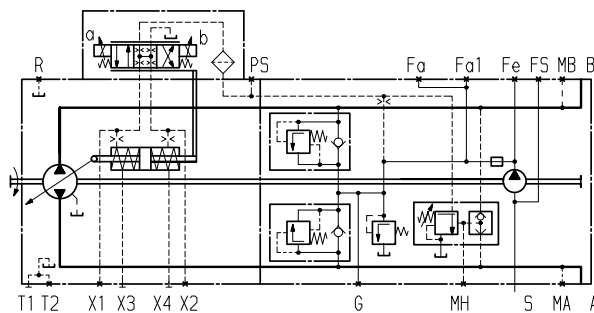 a b
R PS Fa Fa1 Fe FS MB B
T1 T2 X1 X3 X4 X2 G MH S MA A